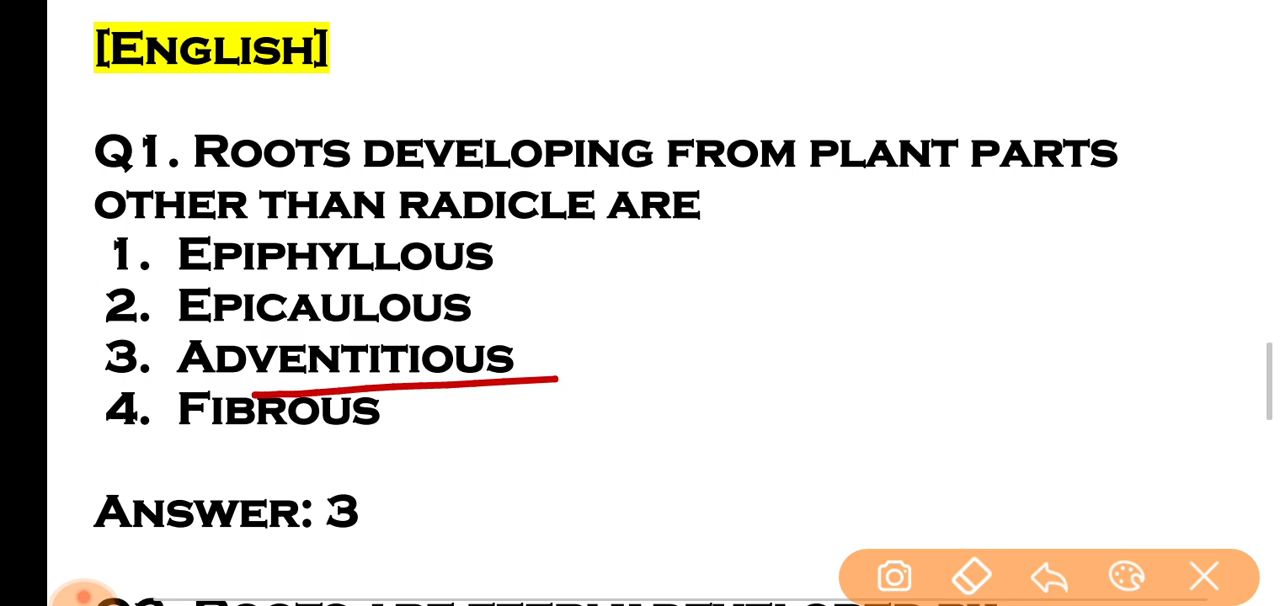 [English]
Q1. Roots developing from plant parts
other than radicle are
1. Epiphyllous
2. Epicaulous
3. Adventitious
4. Fibrous
Answer: 3